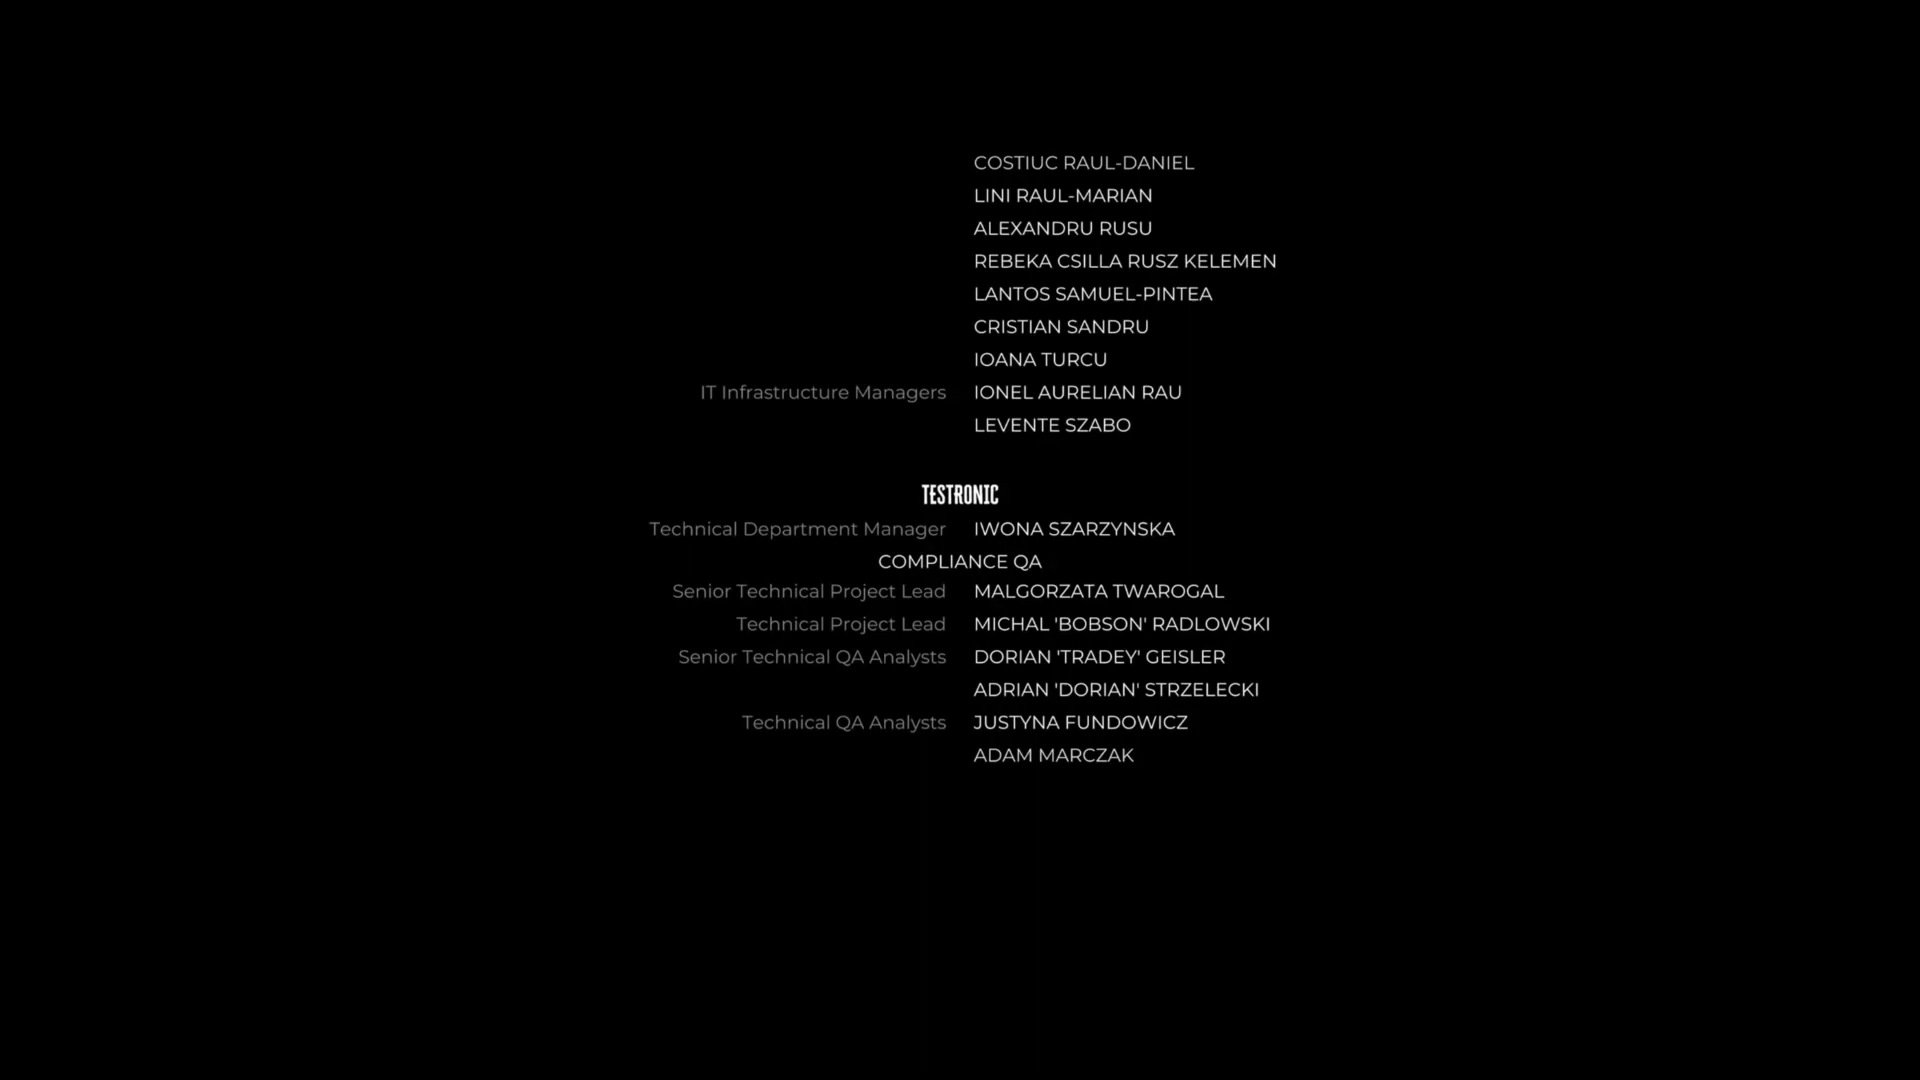 COSTIUC RAUL-DANIEL
LINI RAUL-MARIAN
ALEXANDRU RUSU
REBEKA CSILLA RUSZ KELEMEN
LANTOS SAMUEL-PINTEA
CRISTIAN SANDRU
IOANA TURCU
IT Infrastructure Managers IONEL AURELIAN RAU
LEVENTE SZABO
TESTRONIC
Technical Department Manager IWONA SZARZYNSKA
COMPLIANCE QA
Senior Technical Project Lead MALGORZATA TWAROGAL
Technical Project Lead MICHAL 'BOBSON' RADLOWSKI
Senior Technical QA Analysts DORIAN 'TRADEY' GEISLER
ADRIAN 'DORIAN' STRZELECKI
Technical QA Analysts JUSTYNA FUNDOWICZ
ADAM MARCZAK